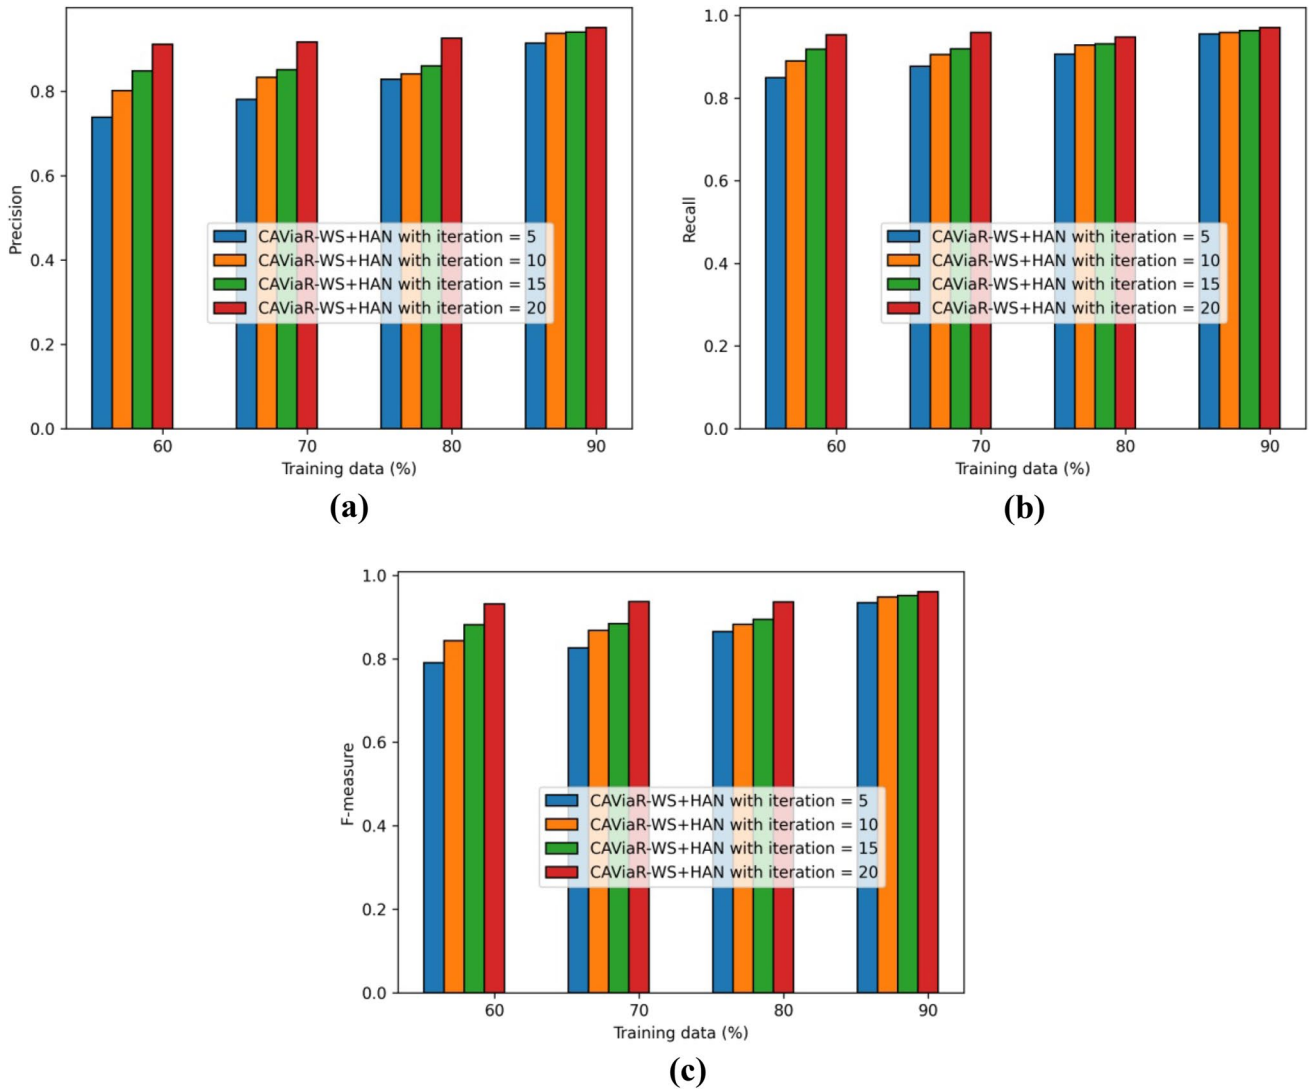 Precision
0.8
0.6
0.4
0.2
0.0
CAViaR-WS+HAN with iteration = 5
CAViaR-WS+HAN with iteration = 10
CAViaR-WS+HAN with iteration = 15
CAViaR-WS+HAN with iteration = 20
60 70 80 90
Training data (%)
(a)
Recall
1.0
0.8
0.6
0.4
0.2
0.0
CAViaR-WS+HAN with iteration = 5
CAViaR-WS+HAN with iteration = 10
CAViaR-WS+HAN with iteration = 15
CAViaR-WS+HAN with iteration = 20
60 70 80 90
Training data (%)
(b)
F-measure
1.0
0.8
0.6
0.4
0.2
0.0
CAViaR-WS+HAN with iteration = 5
CAViaR-WS+HAN with iteration = 10
CAViaR-WS+HAN with iteration = 15
CAViaR-WS+HAN with iteration = 20
60 70 80 90
Training data (%)
(c)